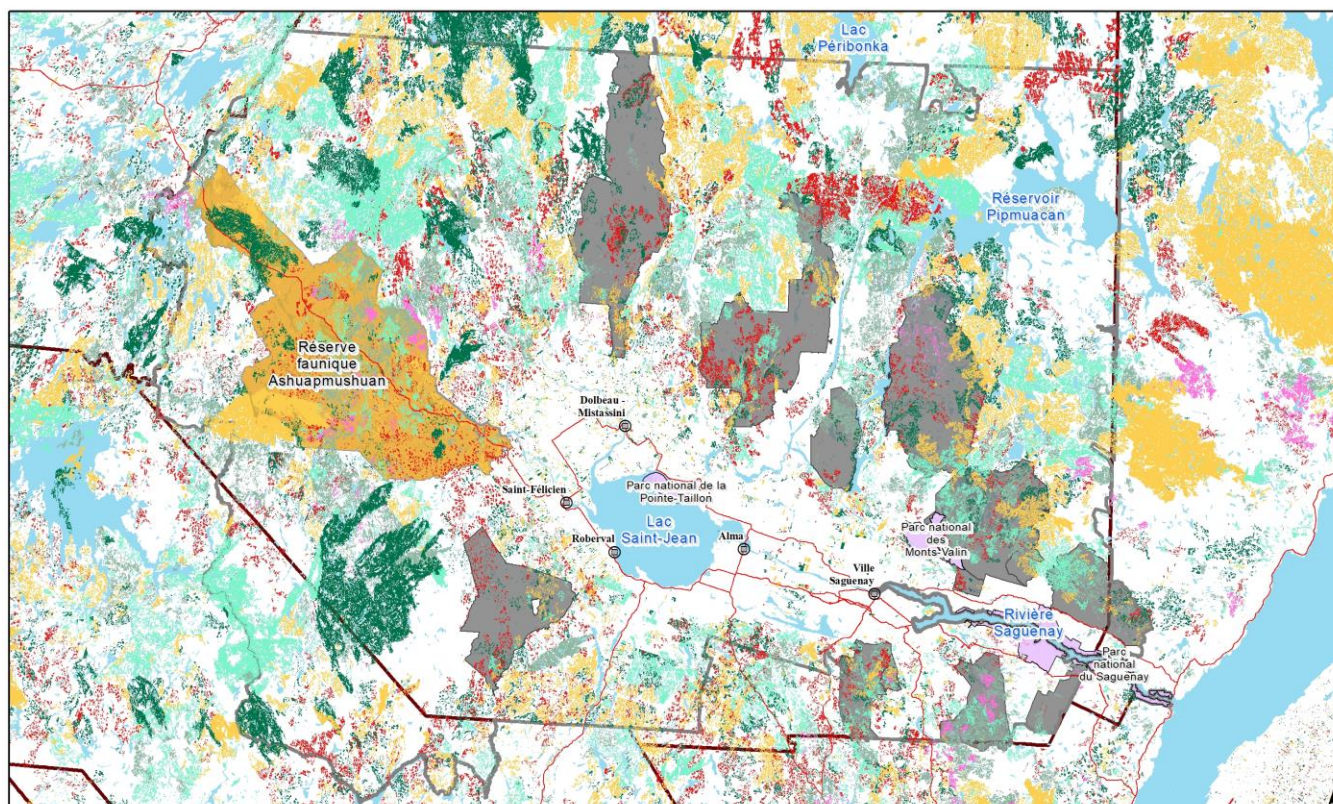 Lac
Péribonka
Réservoir
Pipmuacan
Réserve
faunique
Ashuapmushuan
Dolbeau -
Mistassini
Saint-Félicien
Parc national de la
Pointe-Taillon
Lac
Saint-Jean
Roberval
Alma
Parc national
des
Monts-Valin
Ville
Saguenay
Rivière
Saguenay
Parc
national
du Saguenay